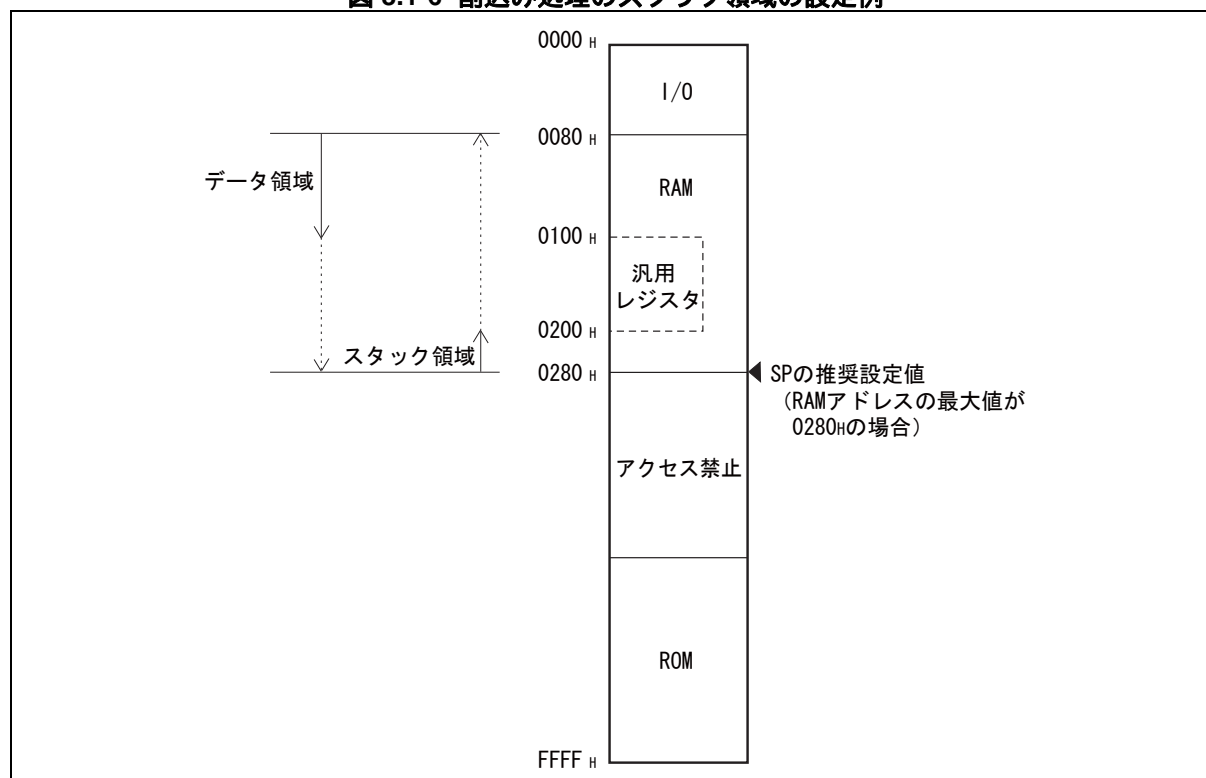 0000 H
I/O
0080 H
データ領域
RAM
0100 H
汎用
レジスタ
0200 H
スタック領域
0280 H
SPの推奨設定値
(RAMアドレスの最大値が
0280Hの場合)
アクセス禁止
ROM
FFFF H